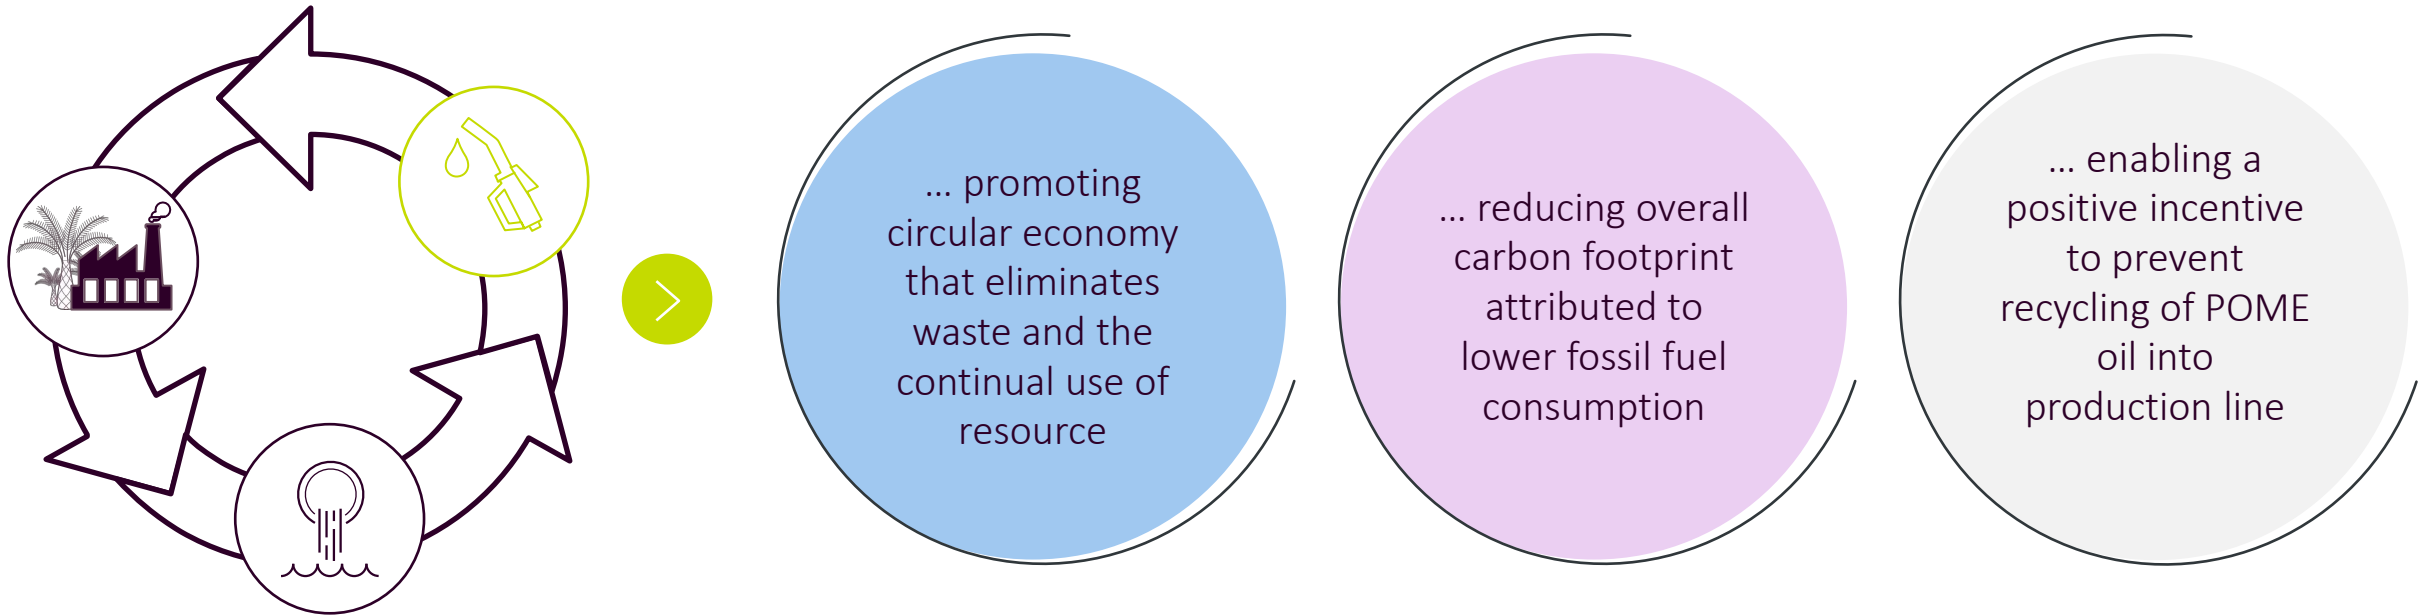 ... promoting
circular economy
that eliminates
waste and the
continual use of
resource
... reducing overall
carbon footprint
attributed to
lower fossil fuel
consumption
... enabling a
positive incentive
to prevent
recycling of POME
oil into
production line